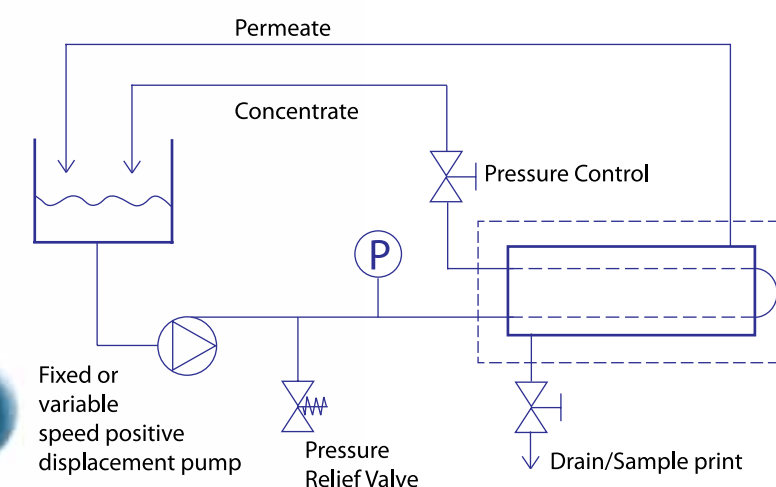 Permeate
Concentrate
Pressure Control
P
Fixed or
variable
speed positive
displacement pump
Pressure
Relief Valve
Drain/Sample print